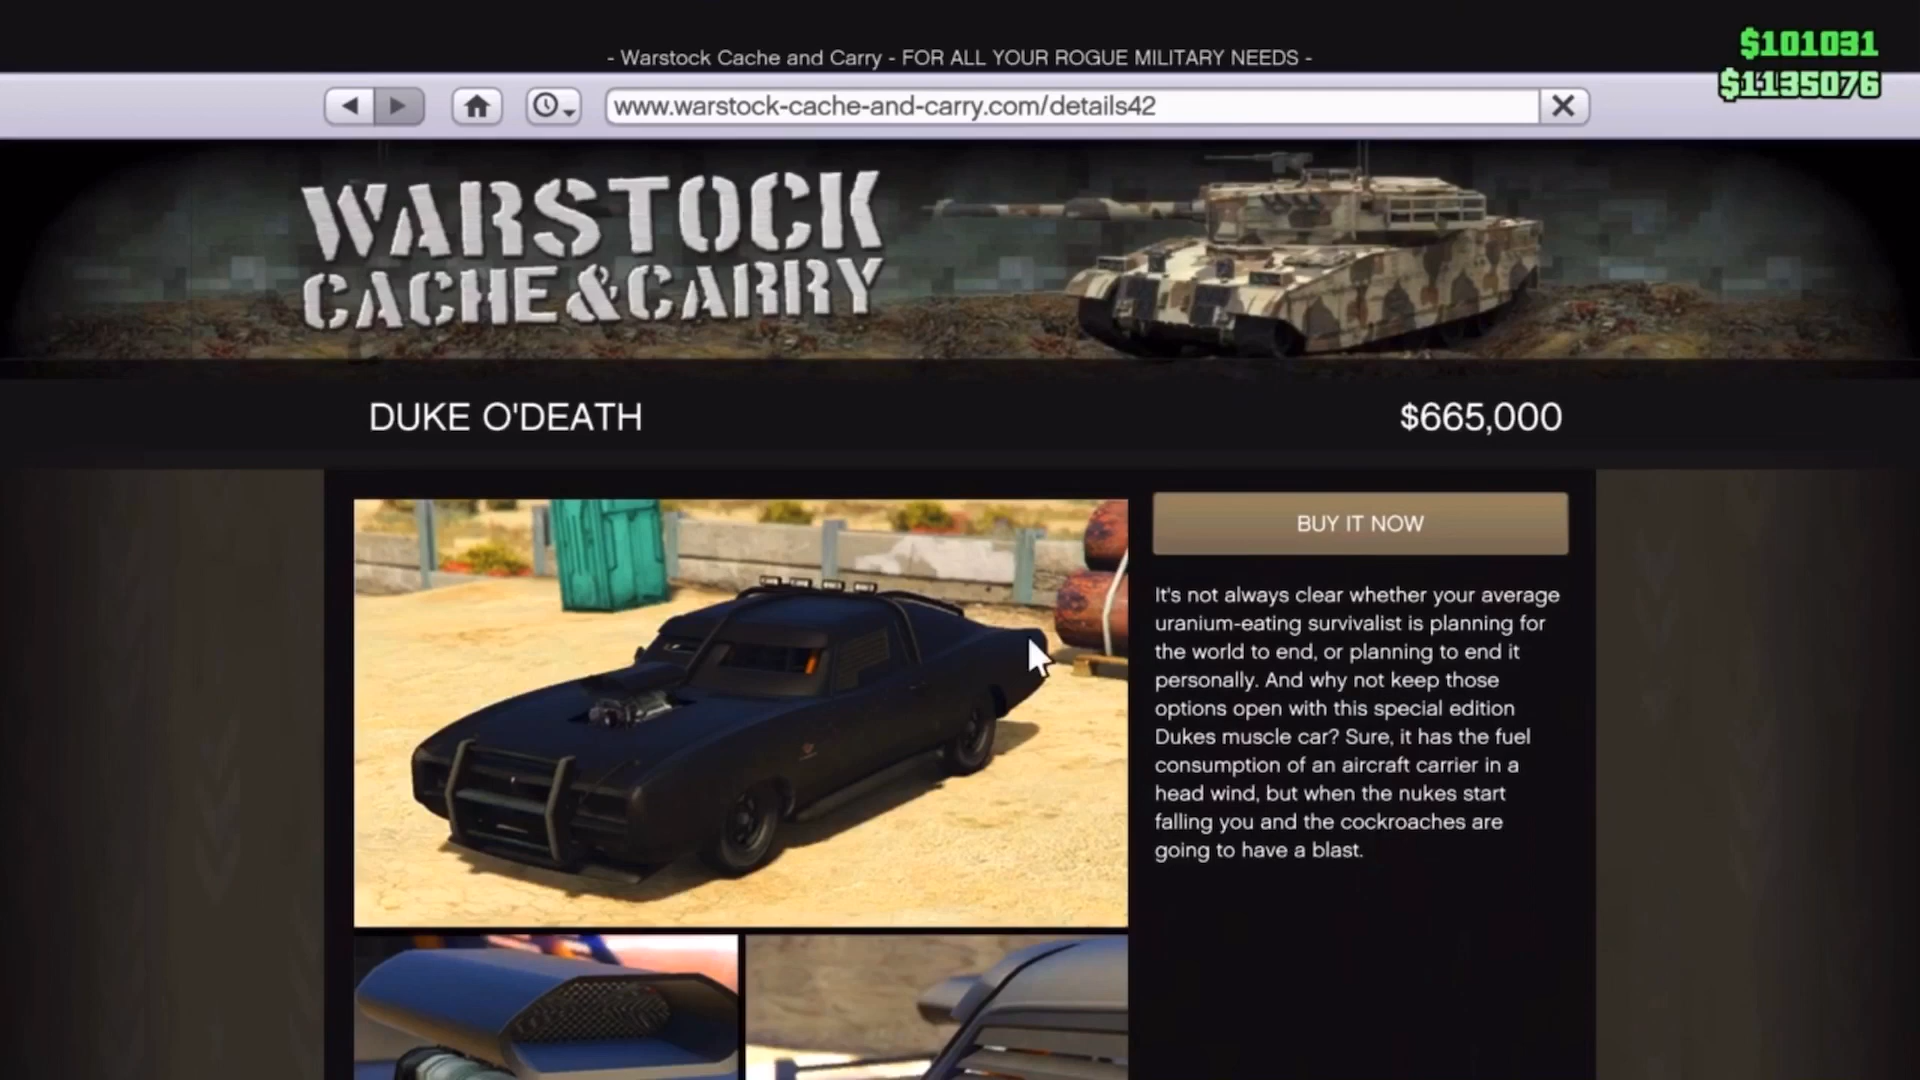 - Warstock Cache and Carry - FOR ALL YOUR ROGUE MILITARY NEEDS -
$101031
$1135076
www.warstock-cache-and-carry.com/details42
WARSTOCK
CACHE & CARRY
DUKE O'DEATH
$665,000
BUY IT NOW
It's not always clear whether your average
uranium-eating survivalist is planning for
the world to end, or planning to end it
personally. And why not keep those
options open with this special edition
Dukes muscle car? Sure, it has the fuel
consumption of an aircraft carrier in a
head wind, but when the nukes start
falling you and the cockroaches are
going to have a blast.